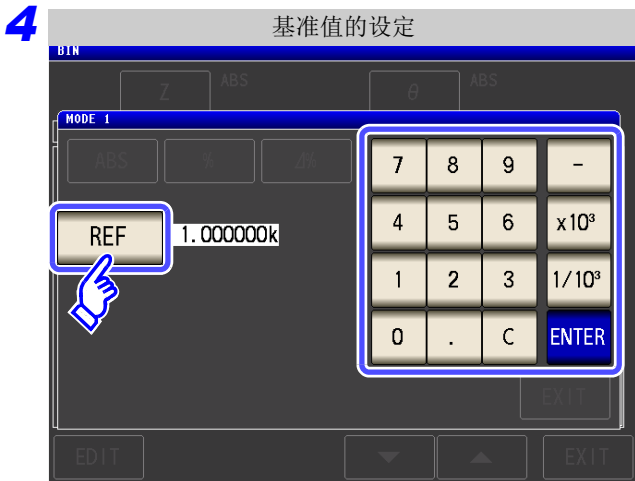 4
基准值的设定
BIN
Z ABS θ ABS
MODE 1
ABS % Δ%
7 8 9 -
REF 1.000000k
4 5 6 x10³
1 2 3 1/10³
0 . C ENTER
EXIT
EDIT ▼ ▲ EXIT